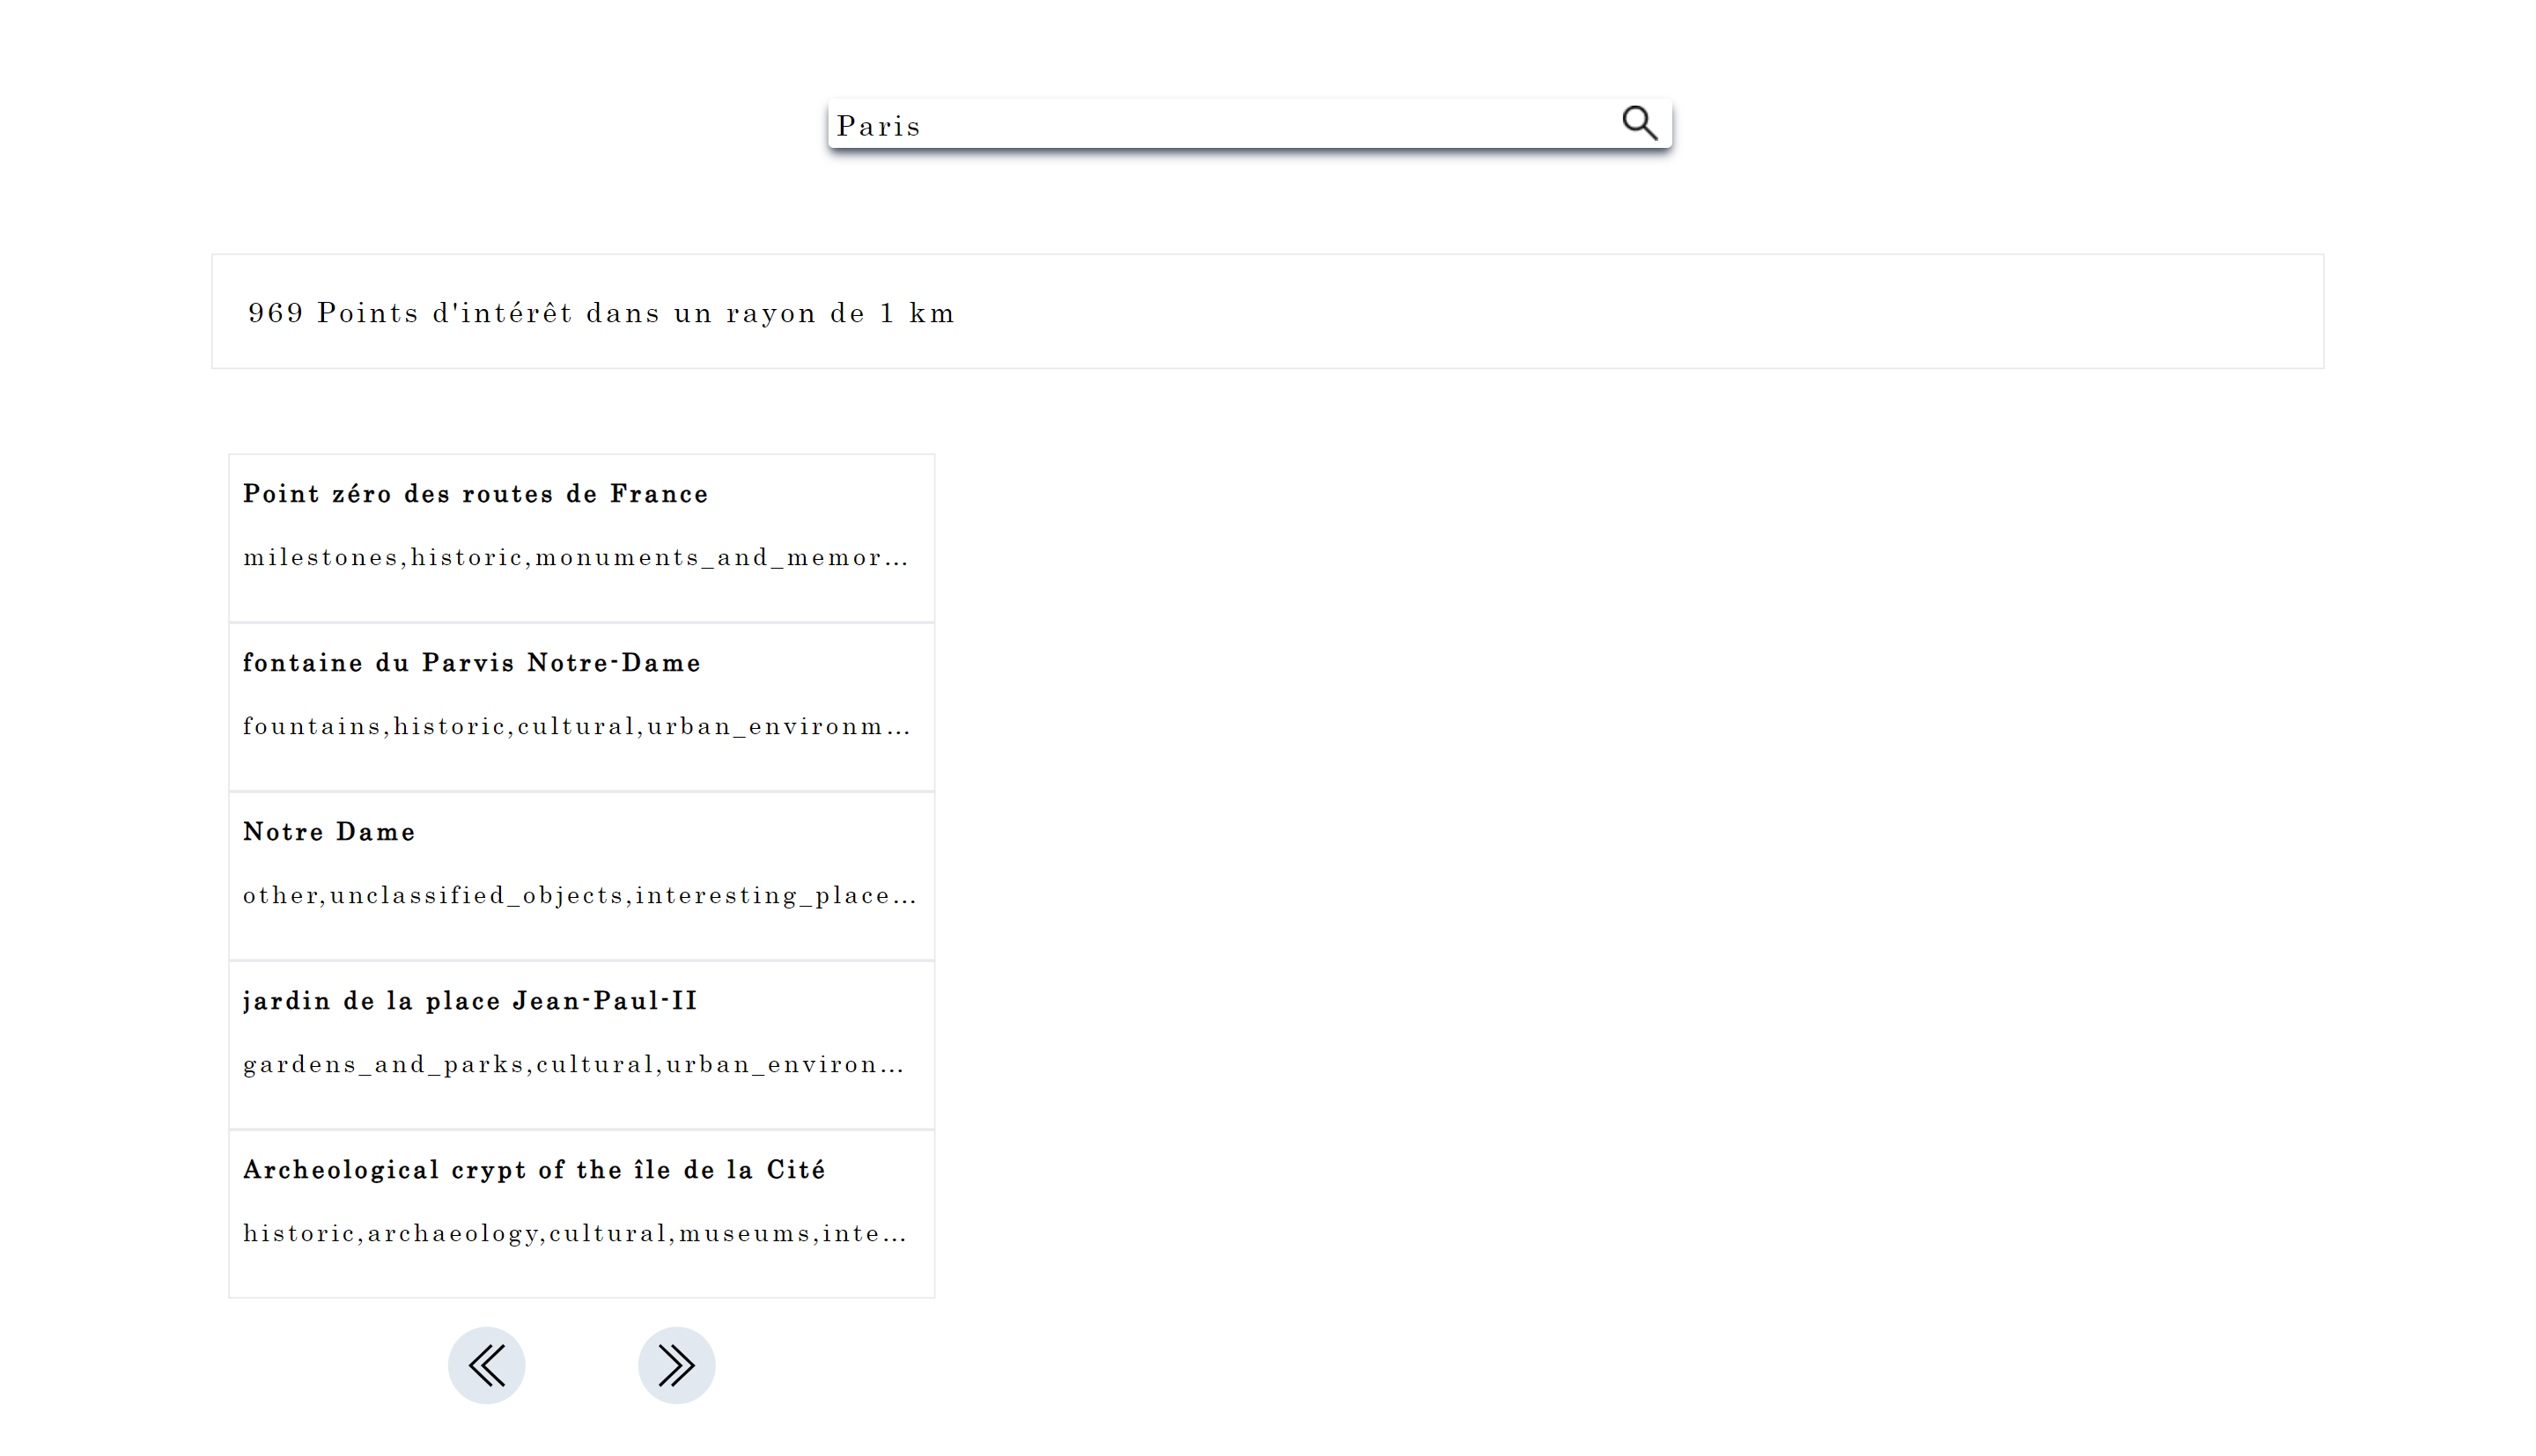 Paris
969 Points d'intérêt dans un rayon de 1 km
Point zéro des routes de France
milestones,historic,monuments_and_memor...
fontaine du Parvis Notre-Dame
fountains,historic,cultural,urban_environm...
Notre Dame
other,unclassified_objects,interesting_place...
jardin de la place Jean-Paul-II
gardens_and_parks,cultural,urban_environ...
Archeological crypt of the île de la Cité
historic,archaeology,cultural,museums,inte...